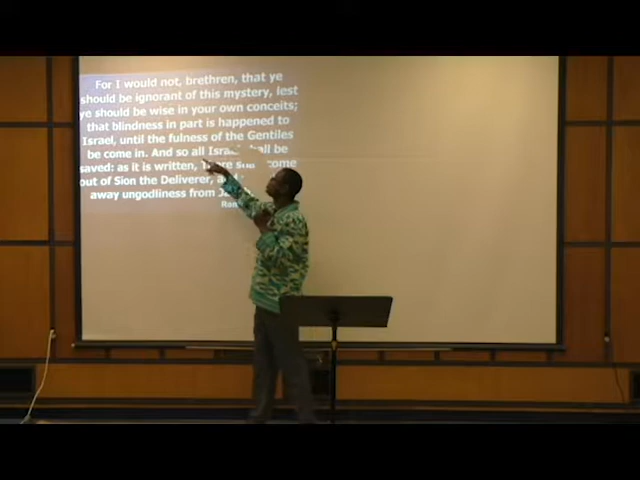 For I would not, brethren, that ye
should be ignorant of this mystery, lest
ye should be wise in your own conceits;
that blindness in part is happened to
Israel, until the fulness of the Gentiles
be come in. And so all be
saved: as it is written, come
out of Sion the Deliverer,
away ungodliness from